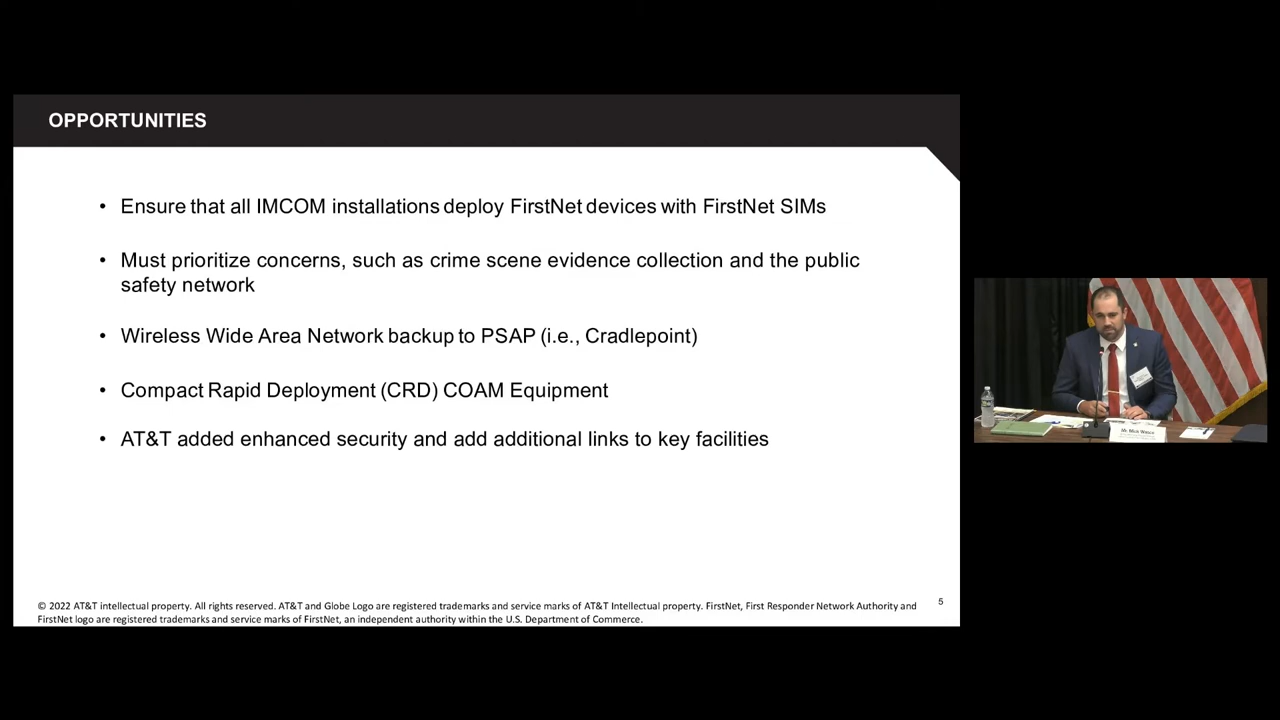 OPPORTUNITIES
• Ensure that all IMCOM installations deploy FirstNet devices with FirstNet SIMs
• Must prioritize concerns, such as crime scene evidence collection and the public
safety network
• Wireless Wide Area Network backup to PSAP (i.e., Cradlepoint)
• Compact Rapid Deployment (CRD) COAM Equipment
• AT&T added enhanced security and add additional links to key facilities
© 2022 AT&T intellectual property. All rights reserved. AT&T and Globe Logo are registered trademarks and service marks of AT&T Intellectual property. FirstNet, First Responder Network Authority and
FirstNet logo are registered trademarks and service marks of FirstNet, an independent authority within the U.S. Department of Commerce.
5
Mr.